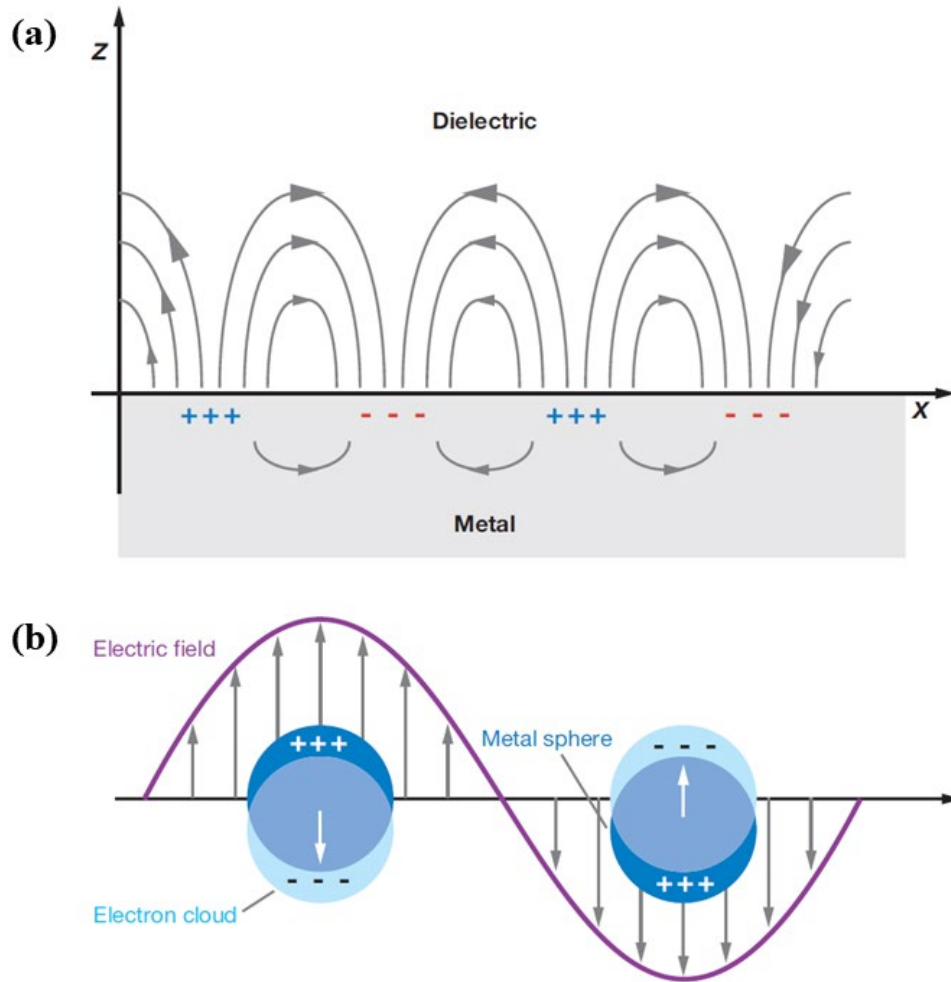 (a)
z
Dielectric
+++ - - - +++ - - -
x
Metal
(b)
Electric field
+++
- - -
Metal sphere
- - -
+++
Electron cloud